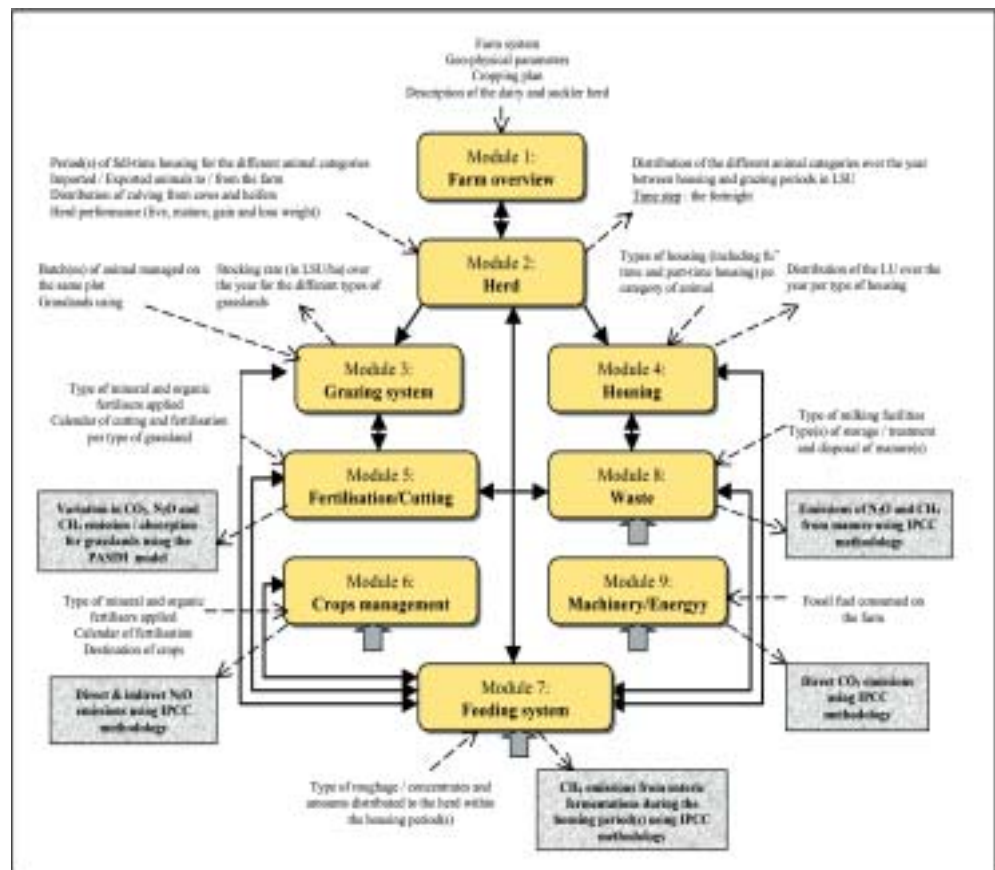 Farm system
Geo-physical parameters
Cropping plan
Description of the dairy and suckler herd
Module 1:
Farm overview
Period(s) of full-time housing for the different animal categories
Imported / Exported animals to / from the farm
Distribution of calving from cows and heifers
Herd performance (live, mature, gain and loss weight)
Distribution of the different animal categories over the year
between housing and grazing periods in LSU
Time step : the fortnight
Module 2:
Herd
Batch(es) of animal managed on
the same plot
Grasslands using
Stocking rate (in LSU/ha) over
the year for the different types of
grasslands
Types of housing (including
time and part-time housing)
category of animal
Distribution of the LU over the
year per type of housing
Module 3:
Grazing system
Module 4:
Housing
Type of mineral and organic
fertilisers applied
Calendar of cutting and fertilisation
per type of grassland
Type of milking facilities
Type(s) of storage / treatment
and disposal of manure(s)
Module 5:
Fertilisation/Cutting
Module 8:
Waste
Variation in CO2, N2O and
CH4 emission / absorption
for grasslands using the
PASIM model
Emissions of N2O and CH4
from manure using IPCC
methodology
Module 6:
Crops management
Module 9:
Machinery/Energyy
Type of mineral and organic
fertilisers applied
Calendar of fertilisation
Destination of crops
Fossil fuel consumed on
the farm
Direct & indirect N2O
emissions using IPCC
methodology
Direct CO2 emissions
using IPCC
methodology
Module 7:
Feeding system
Type of roughage / concentrates and
amounts distributed to the herd within
the housing period(s)
CH4 emissions from enteric
fermentations during the
housing period(s) using IPCC
methodology